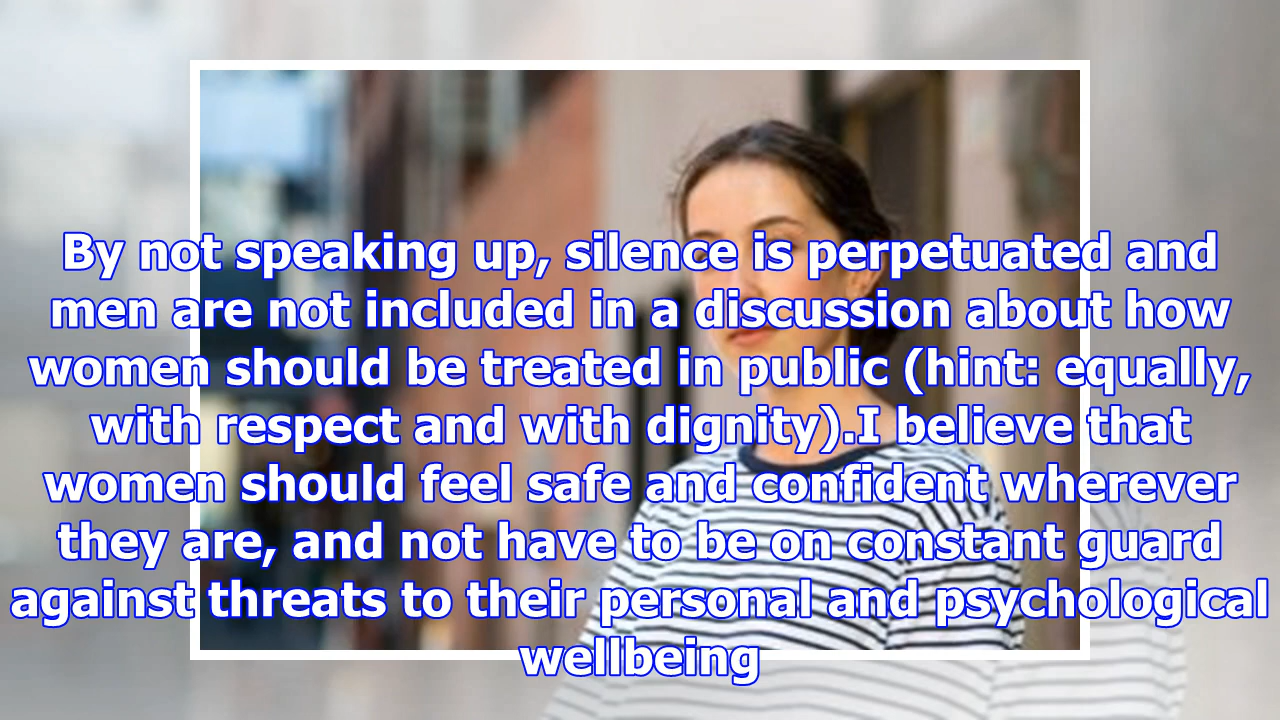 By not speaking up, silence is perpetuated and
men are not included in a discussion about how
women should be treated in public (hint: equally,
with respect and with dignity).I believe that
women should feel safe and confident wherever
they are, and not have to be on constant guard
against threats to their personal and psychological
wellbeing